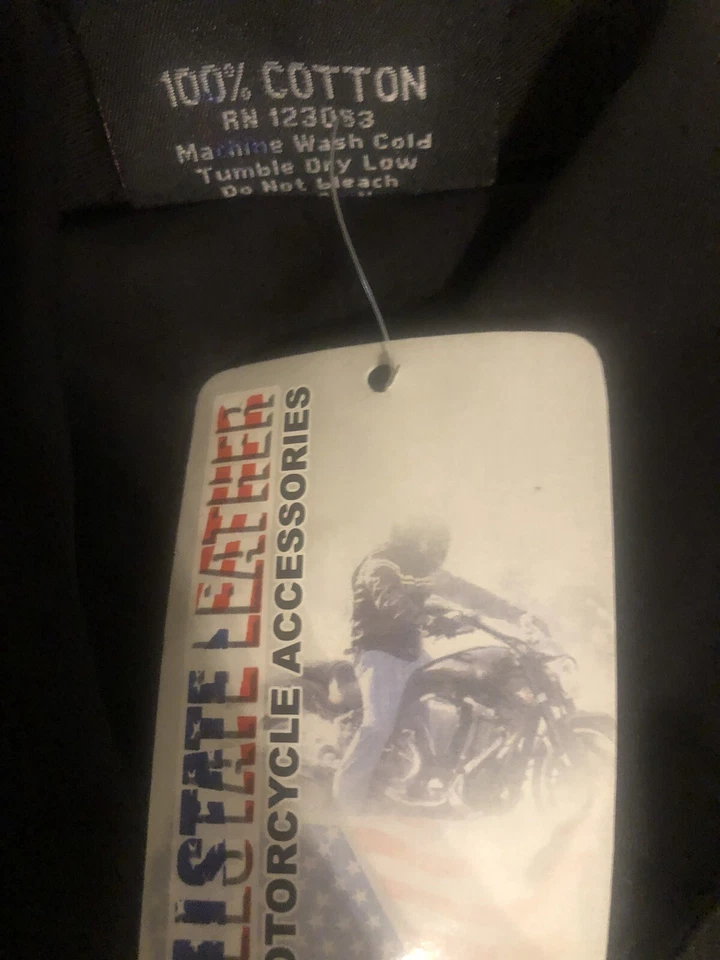 100% COTTON
RN 123053
Machine Wash Cold
Tumble Dry Low
Do Not bleach
LEATHER
MOTORCYCLE ACCESSORIES